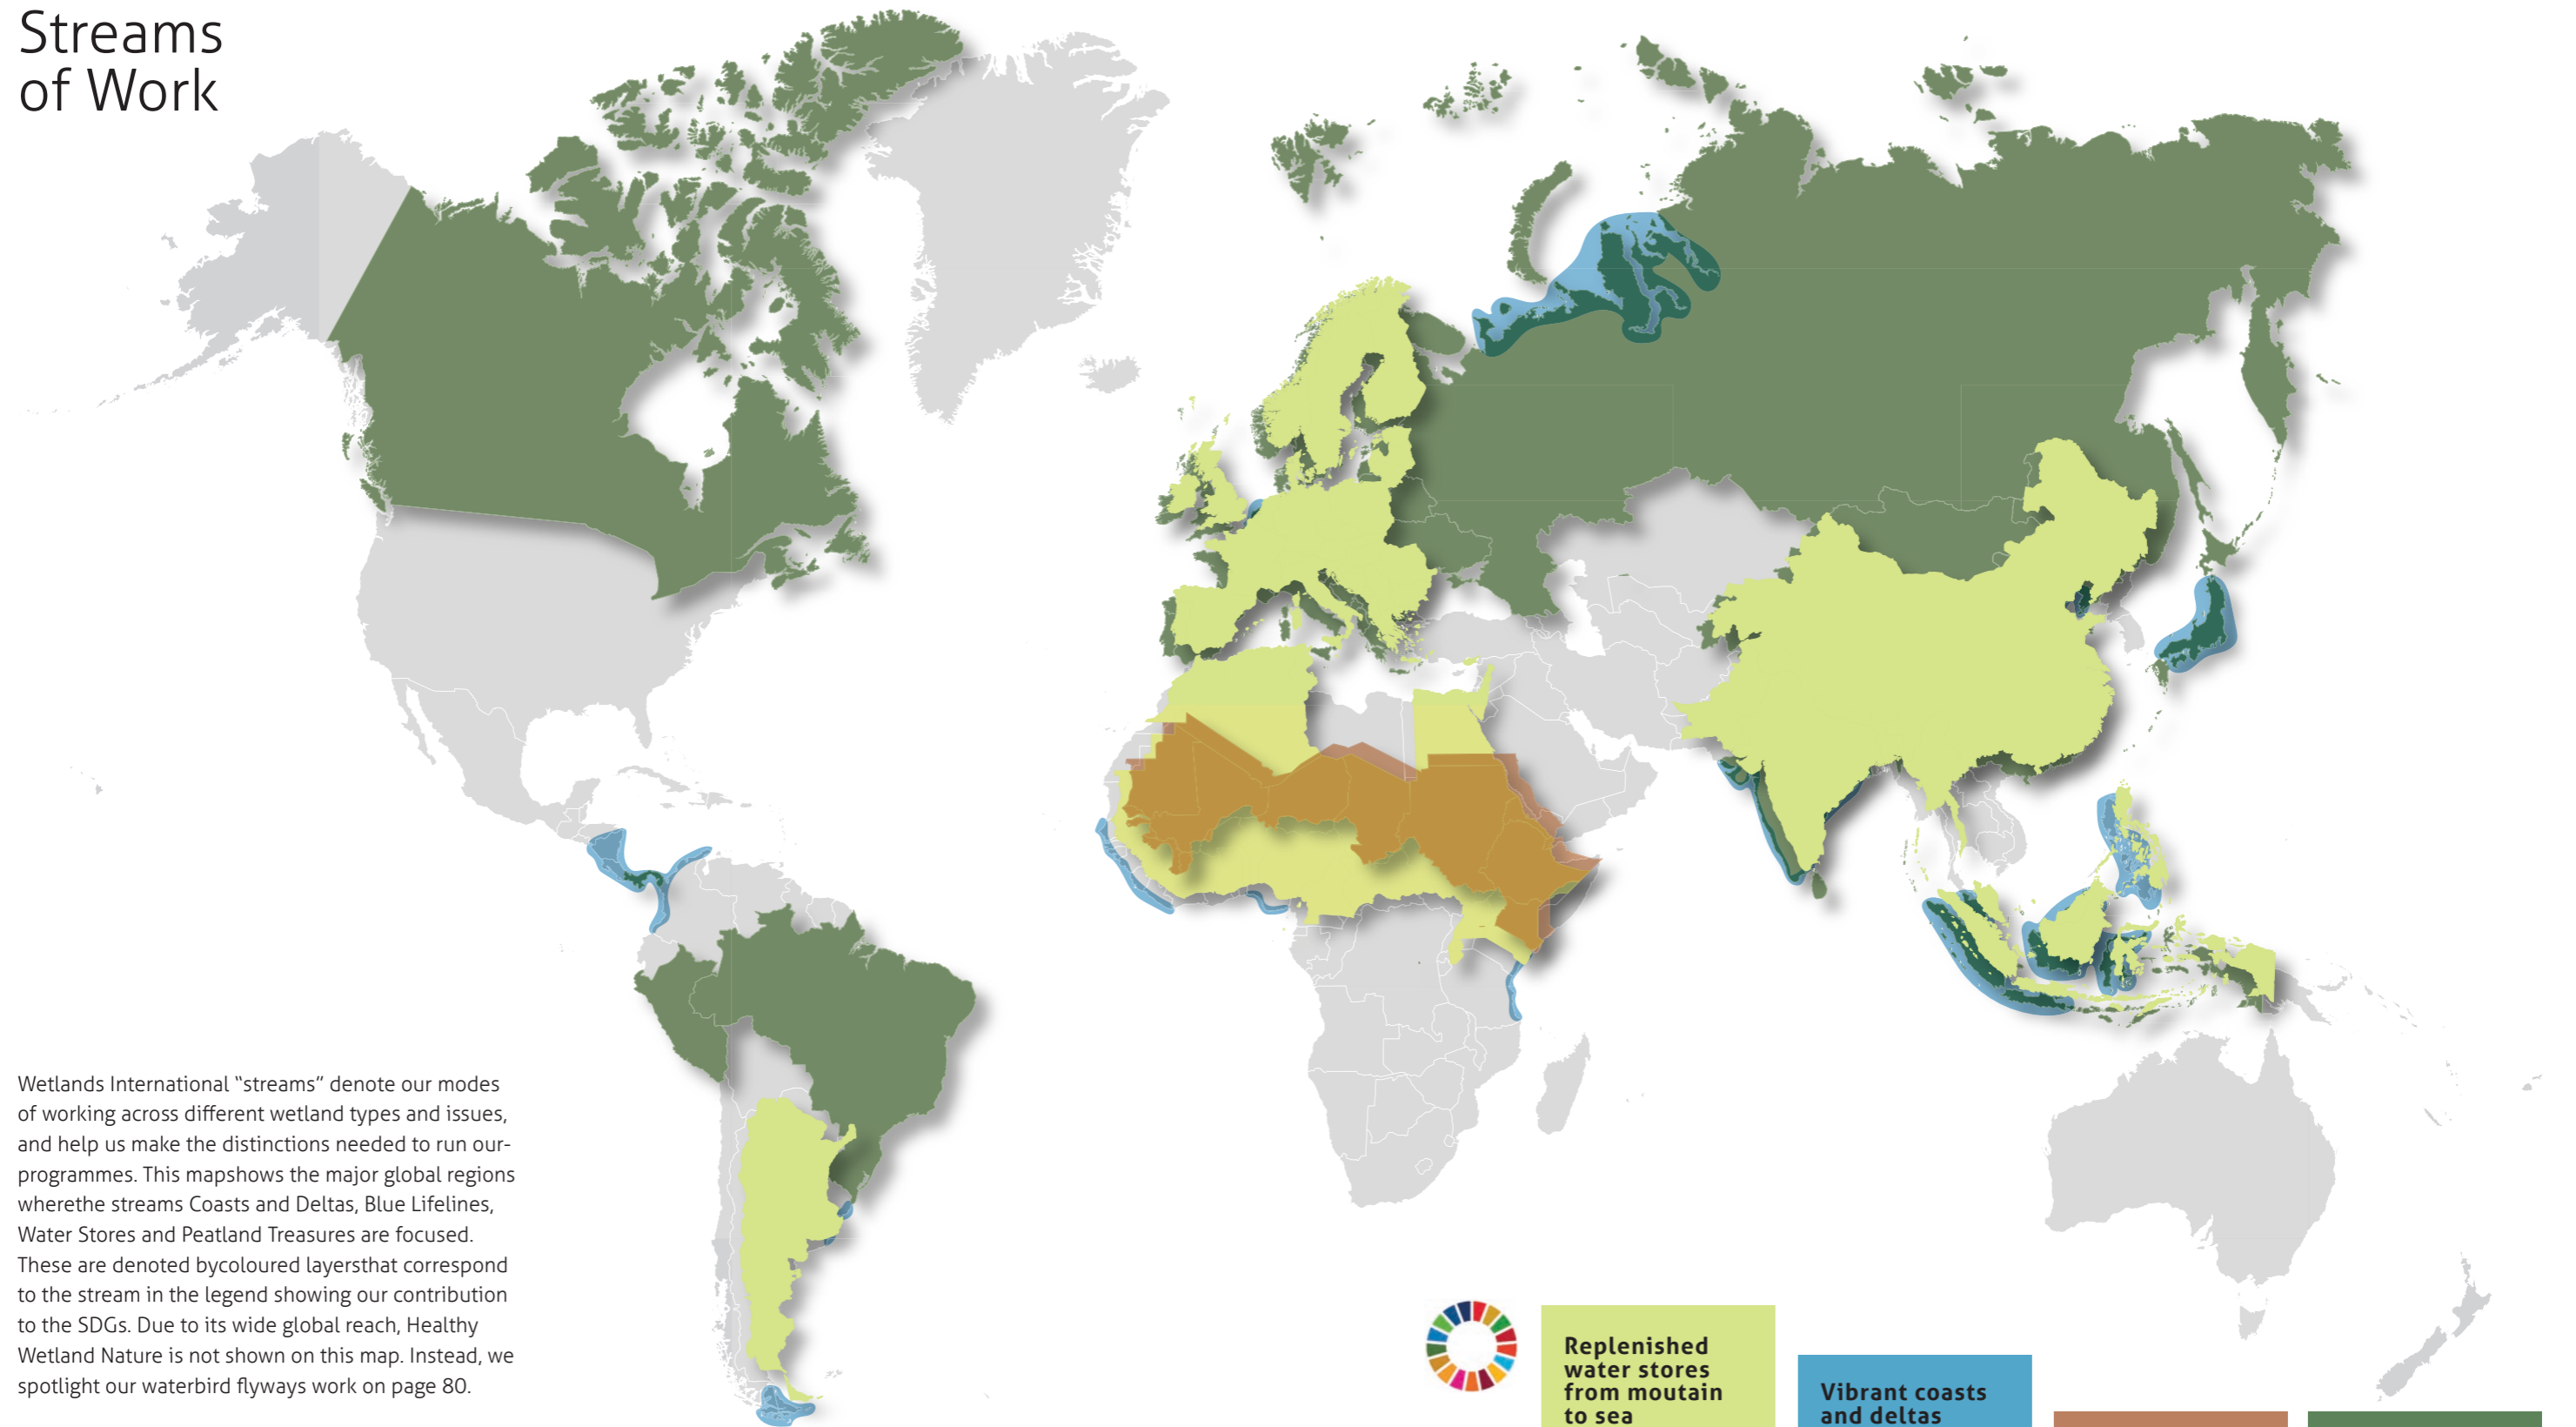 Streams
of Work
Wetlands International “streams” denote our modes
of working across different wetland types and issues,
and help us make the distinctions needed to run our-
programmes. This mapshows the major global regions
wherethe streams Coasts and Deltas, Blue Lifelines,
Water Stores and Peatland Treasures are focused.
These are denoted bycoloured layersthat correspond
to the stream in the legend showing our contribution
to the SDGs. Due to its wide global reach, Healthy
Wetland Nature is not shown on this map. Instead, we
spotlight our waterbird flyways work on page 80.
Replenished
water stores
from moutain
to sea
Vibrant coasts
and deltas